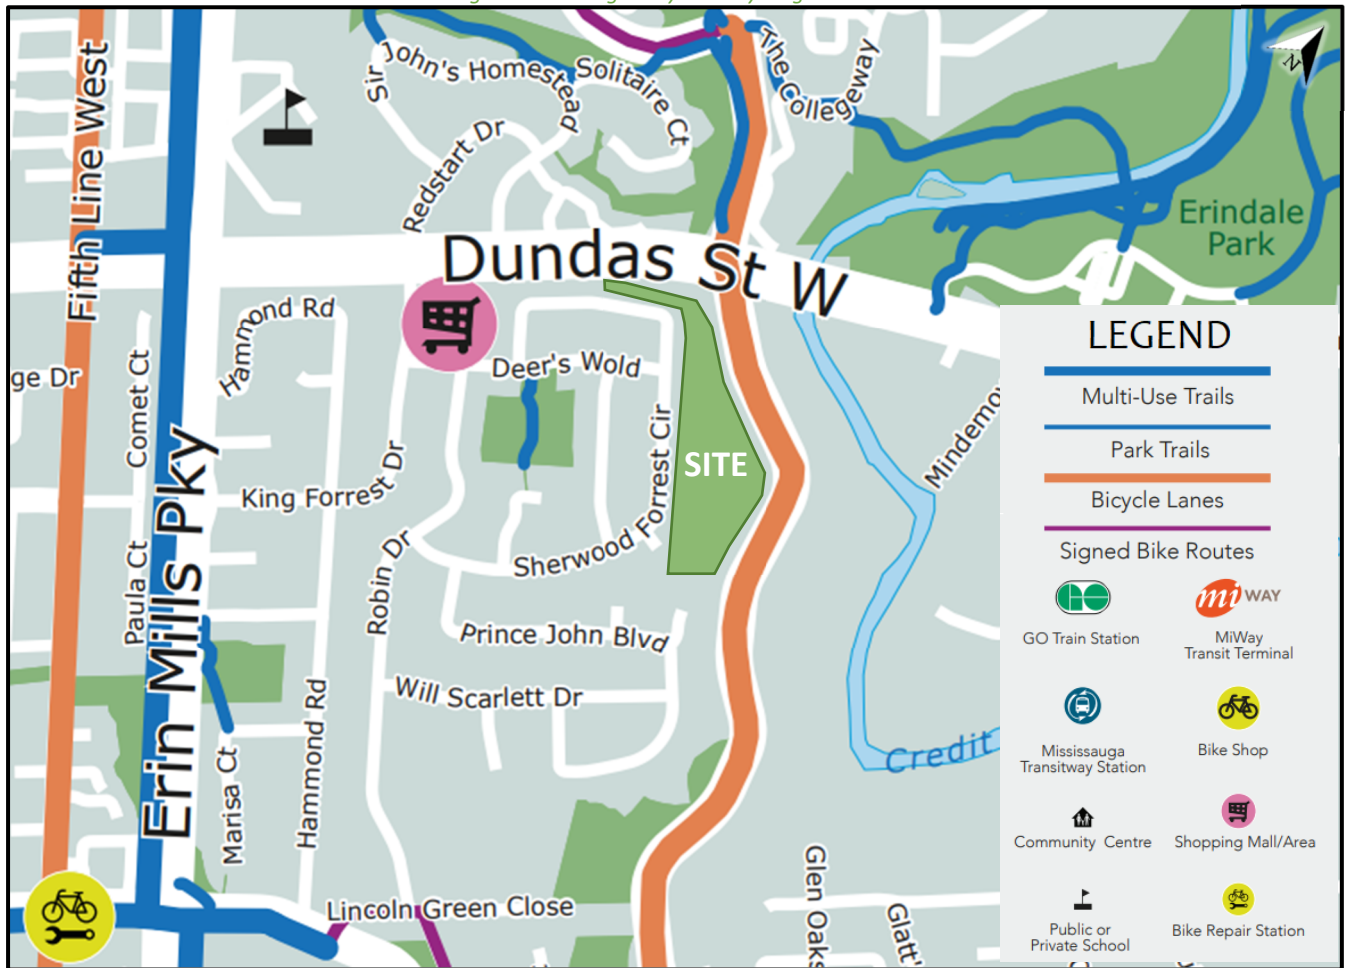 Sir
John's Homestead
Solitaire Ct
The Collegeway
N
Fifth Line West
Redstart Dr
Erindale
Park
Dundas St W
Hammond Rd
Deer's Wold
ge Dr
Comet Ct
Sherwood Forrest Cir
SITE
King Forrest Dr
Erin Mills Pky
Paula Ct
Robin Dr
Prince John Blvd
Will Scarlett Dr
Hammond Rd
Marisa Ct
Credit
Lincoln Green Close
Glen Oaks
Glatt'
LEGEND
Multi-Use Trails
Park Trails
Bicycle Lanes
Signed Bike Routes
GO
GO Train Station
mi WAY
MiWay
Transit Terminal
Mississauga
Transitway Station
Bike Shop
Community Centre
Shopping Mall/Area
Public or
Private School
Bike Repair Station